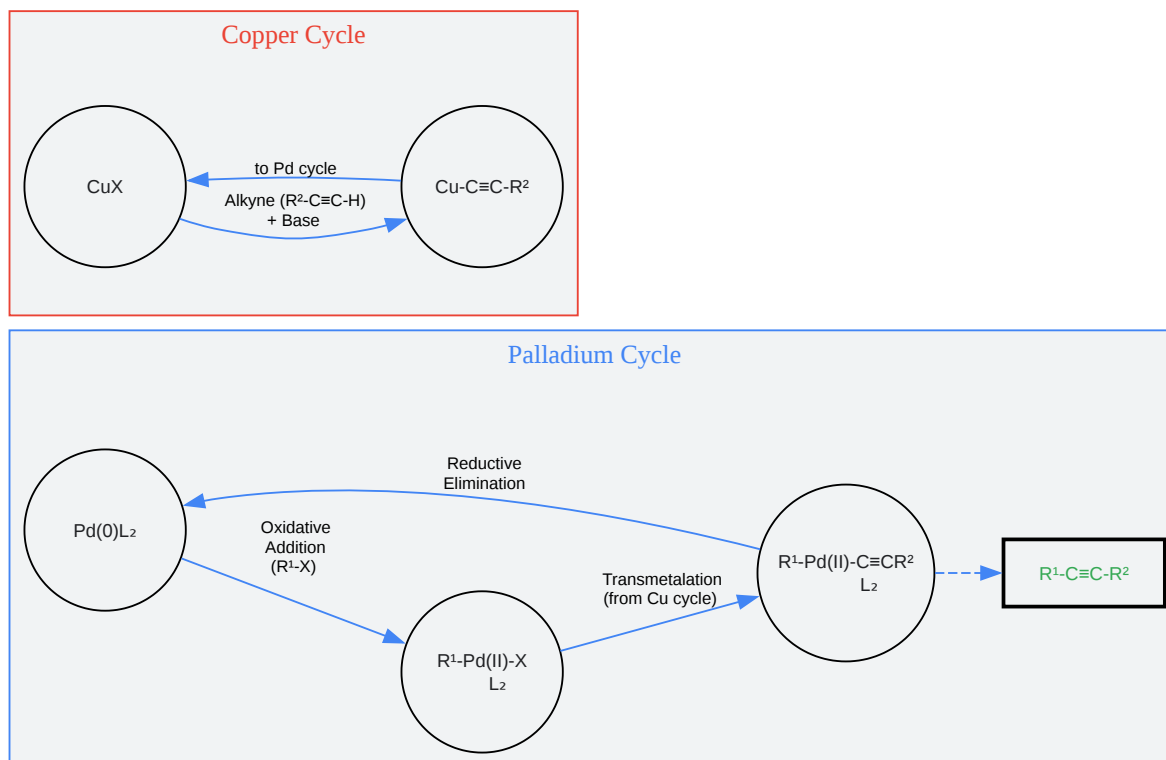 Copper Cycle
CuX
to Pd cycle
Alkyne (R²-C≡C-H)
+ Base
Cu-C≡C-R²
Palladium Cycle
Pd(0)L₂
Reductive
Elimination
Oxidative
Addition
(R¹-X)
R¹-Pd(II)-X
L₂
Transmetalation
(from Cu cycle)
R¹-Pd(II)-C≡CR²
L₂
R¹-C≡C-R²